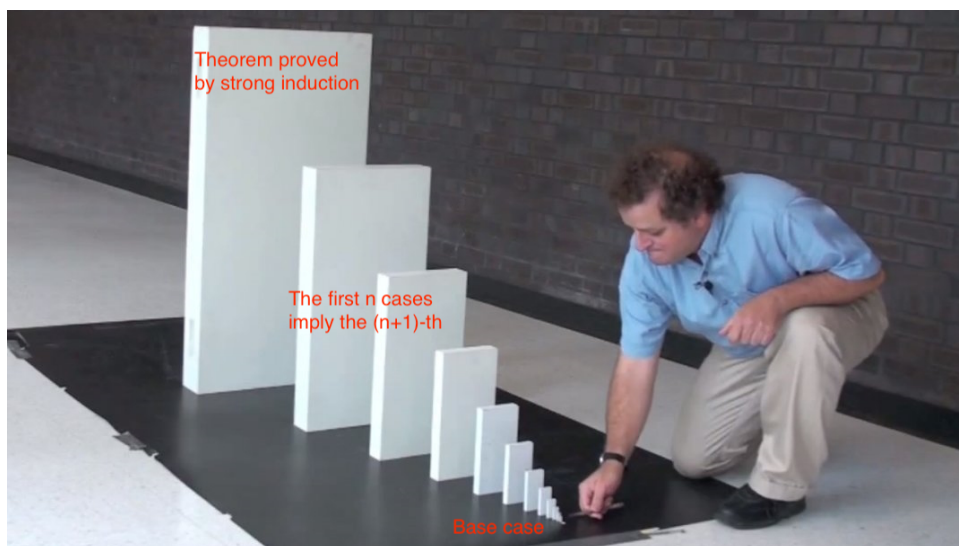 Theorem proved
by strong induction
The first n cases
imply the (n+1)-th
Base case